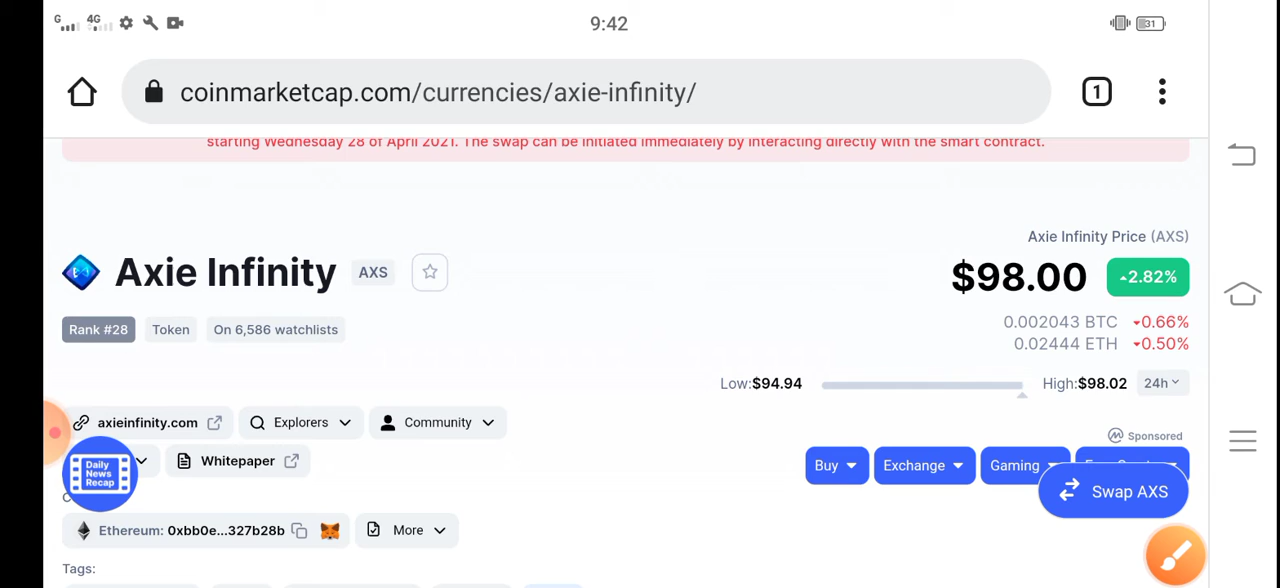 G 4G 9:42 31
coinmarketcap.com/currencies/axie-infinity/ 1
starting Wednesday 28 of April 2021. The swap can be initiated immediately by interacting directly with the smart contract.
Axie Infinity Price (AXS)
Axie Infinity AXS $98.00 2.82%
Rank #28 Token On 6,586 watchlists
0.002043 BTC 0.66%
0.02444 ETH 0.50%
Low:$94.94 High:$98.02 24h
axieinfinity.com Explorers Community
Sponsored
Whitepaper
Buy Exchange Gaming
Daily
News
Recap
Swap AXS
Ethereum: 0xbb0e...327b28b More
Tags: